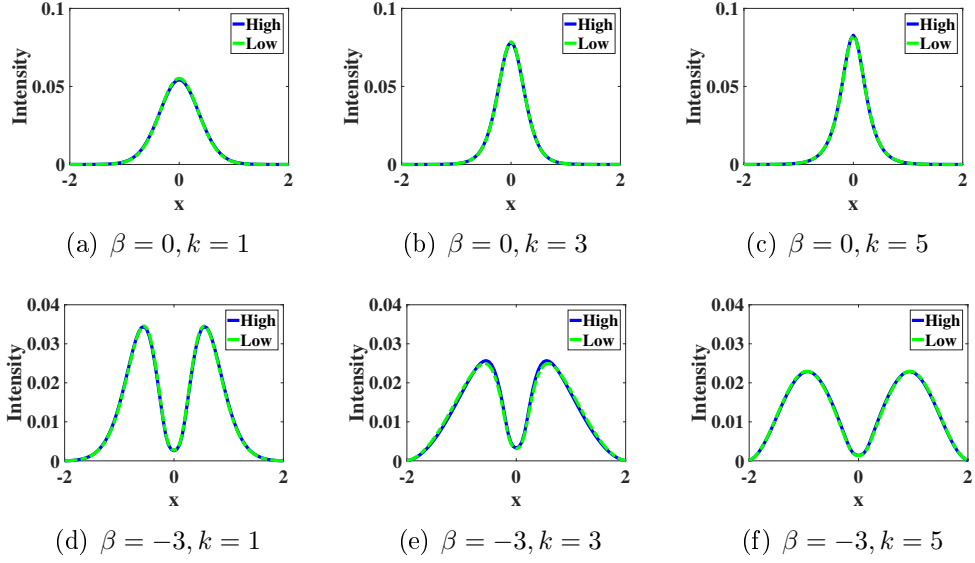 0.1
High
Low
Intensity
0.05
0
-2
0
2
x
(a) β = 0, k = 1
0.1
High
Low
Intensity
0.05
0
-2
0
2
x
(b) β = 0, k = 3
0.1
High
Low
Intensity
0.05
0
-2
0
2
x
(c) β = 0, k = 5
0.04
High
Low
Intensity
0.03
0.02
0.01
0
-2
0
2
x
(d) β = −3, k = 1
0.04
High
Low
Intensity
0.03
0.02
0.01
0
-2
0
2
x
(e) β = −3, k = 3
0.04
High
Low
Intensity
0.03
0.02
0.01
0
-2
0
2
x
(f) β = −3, k = 5